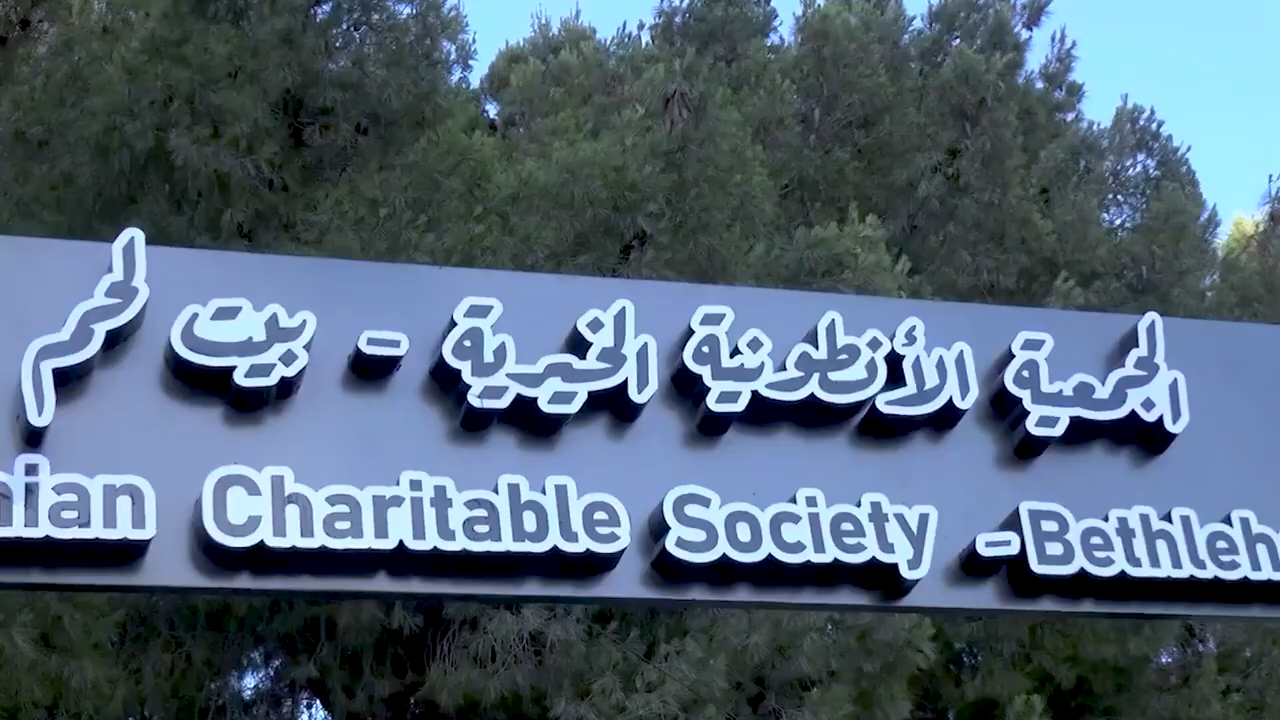 الجمعية الأنطونية الخيرية - بيت لحم
nian Charitable Society - Bethleh